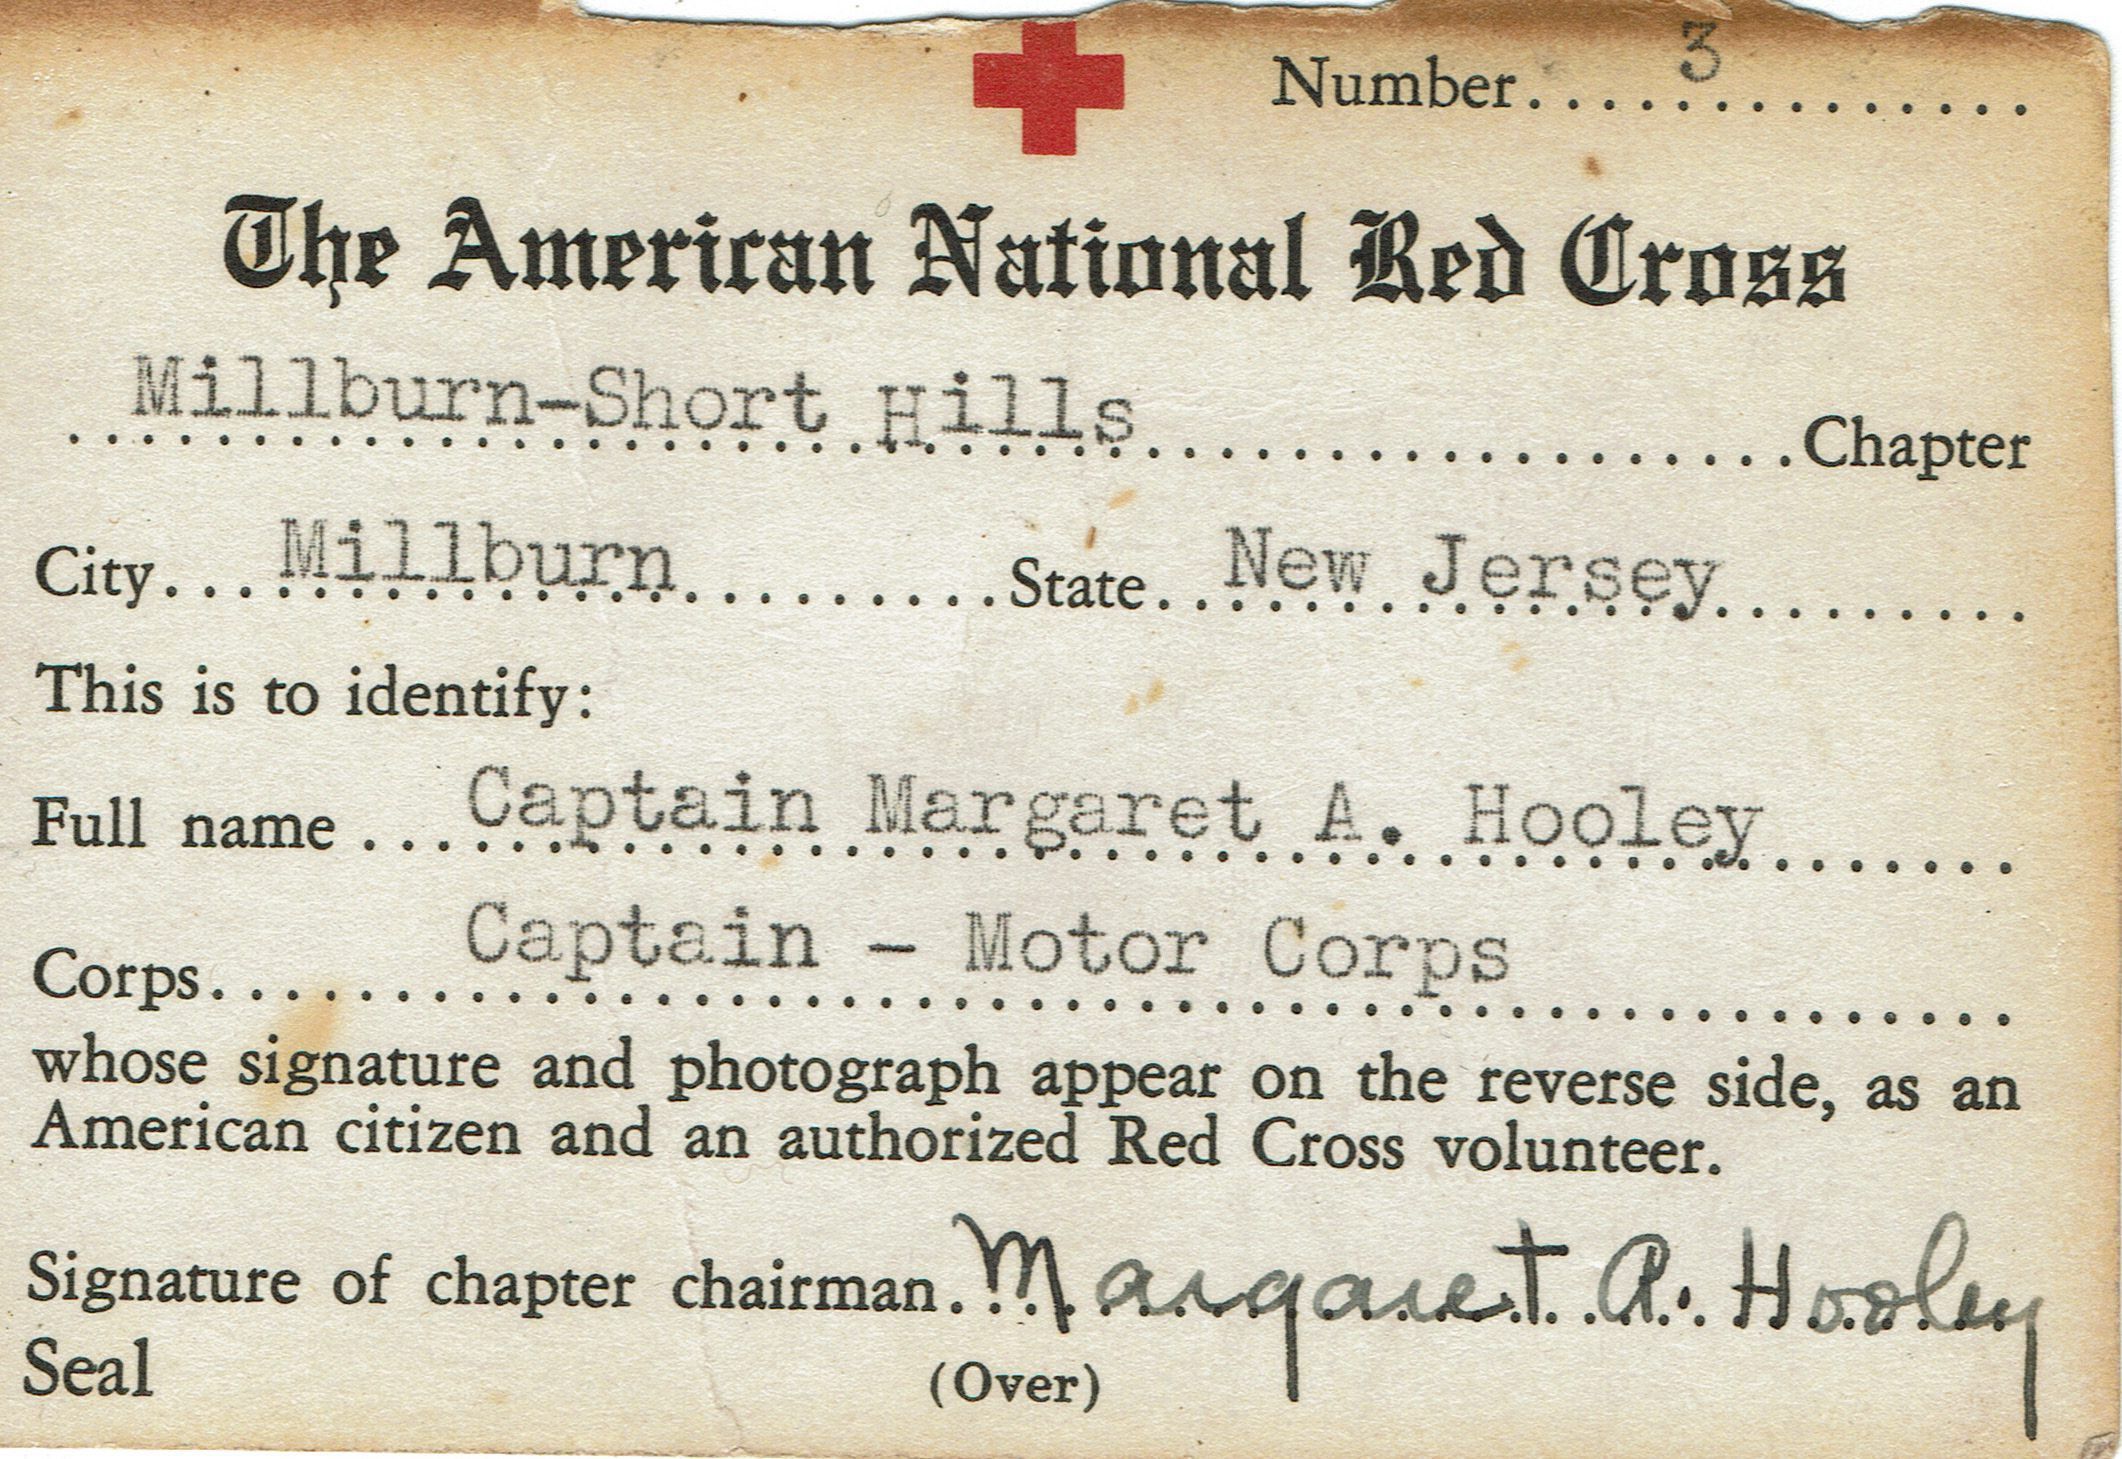 Number...............3
The American National Red Cross
Millburn-Short Hills Chapter
City Millburn State New Jersey
This is to identify:
Full name Captain Margaret A. Hooley
Corps Captain - Motor Corps
whose signature and photograph appear on the reverse side, as an
American citizen and an authorized Red Cross volunteer.
Signature of chapter chairman Margaret A. Hooley
Seal (Over)